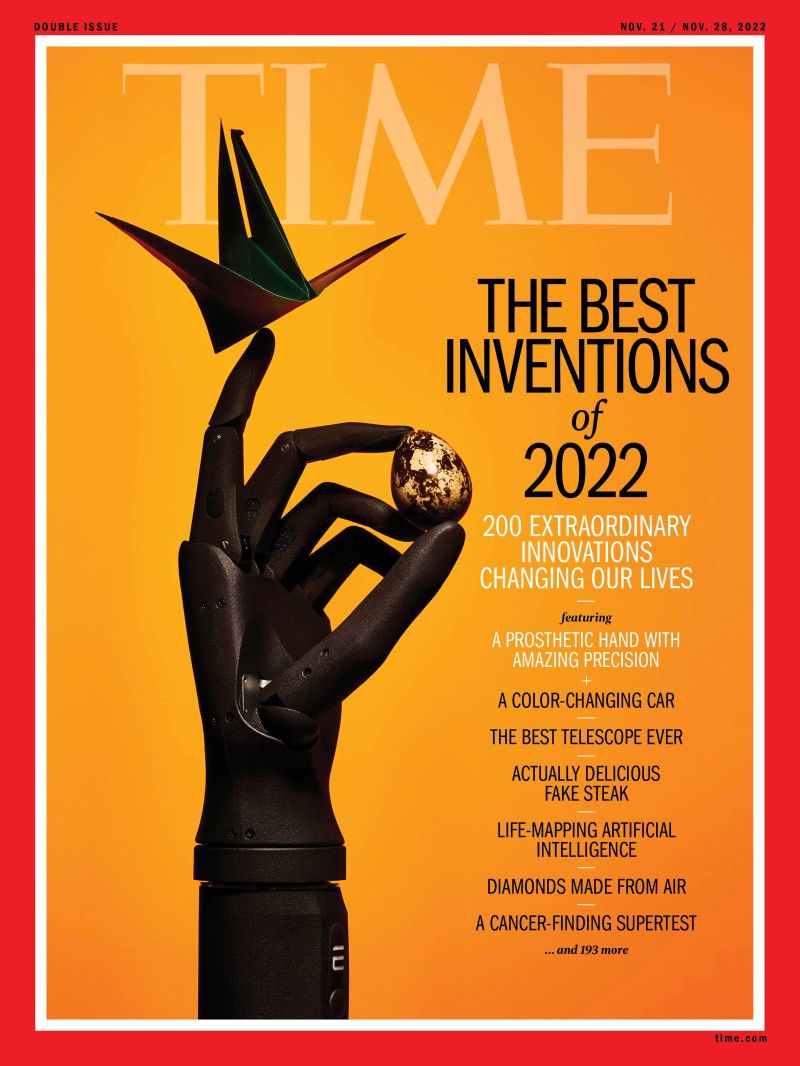 DOUBLE ISSUE
NOV. 21 / NOV. 28, 2022
TIME
THE BEST
INVENTIONS
of
2022
200 EXTRAORDINARY
INNOVATIONS
CHANGING OUR LIVES
featuring
A PROSTHETIC HAND WITH
AMAZING PRECISION
+
A COLOR-CHANGING CAR
THE BEST TELESCOPE EVER
ACTUALLY DELICIOUS
FAKE STEAK
LIFE-MAPPING ARTIFICIAL
INTELLIGENCE
DIAMONDS MADE FROM AIR
A CANCER-FINDING SUPERTEST
... and 193 more
time.com